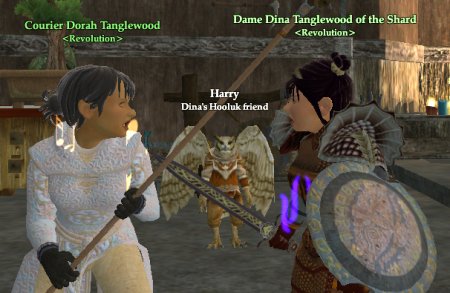 Courier Dorah Tanglewood
<Revolution>
Dame Dina Tanglewood of the Shard
<Revolution>
Harry
Dina's Hooluk friend